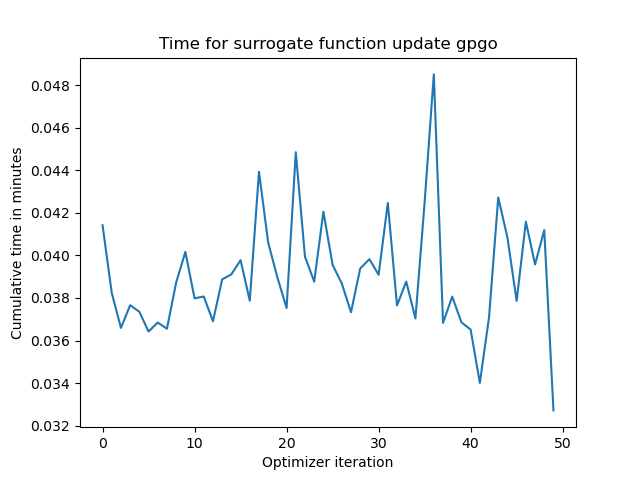 Time for surrogate function update gpgo
Cumulative time in minutes
0.048
0.046
0.044
0.042
0.040
0.038
0.036
0.034
0.032
0 10 20 30 40 50
Optimizer iteration